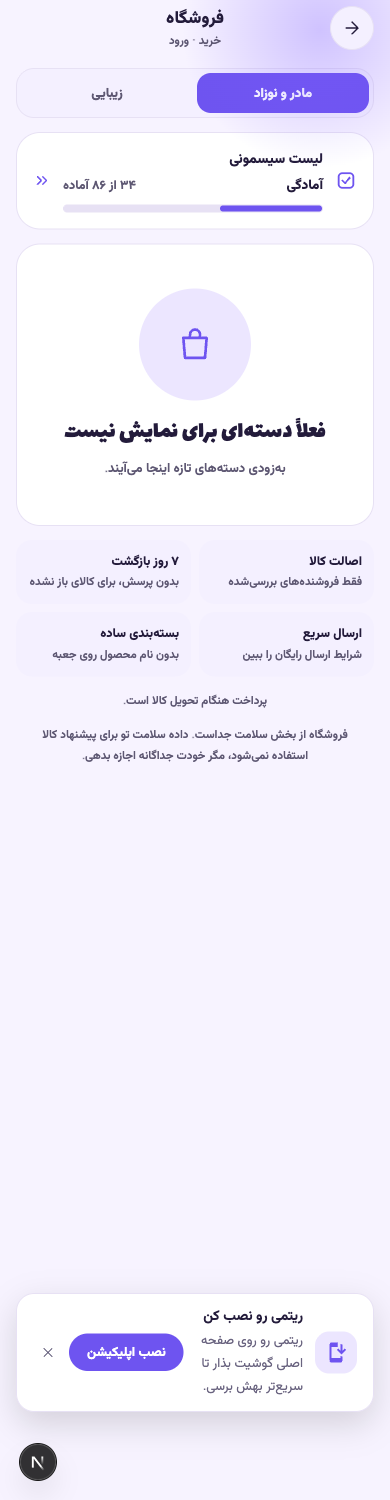 فروشگاه
خرید · ورود
مادر و نوزاد
زیبایی
لیست سیسمونی
آمادگی
۳۴ از ۸۶ آماده
فعلاً دسته‌ای برای نمایش نیست
به‌زودی دسته‌های تازه اینجا می‌آیند.
اصالت کالا
فقط فروشنده‌های بررسی‌شده
۷ روز بازگشت
بدون پرسش، برای کالای باز نشده
ارسال سریع
شرایط ارسال رایگان را ببین
بسته‌بندی ساده
بدون نام محصول روی جعبه
پرداخت هنگام تحویل کالا است.
فروشگاه از بخش سلامت جداست. داده سلامت تو برای پیشنهاد کالا
استفاده نمی‌شود، مگر خودت جداگانه اجازه بدهی.
ریتمی رو نصب کن
ریتمی رو روی صفحه
اصلی گوشیت بذار تا
سریع‌تر بهش برسی.
نصب اپلیکیشن
N